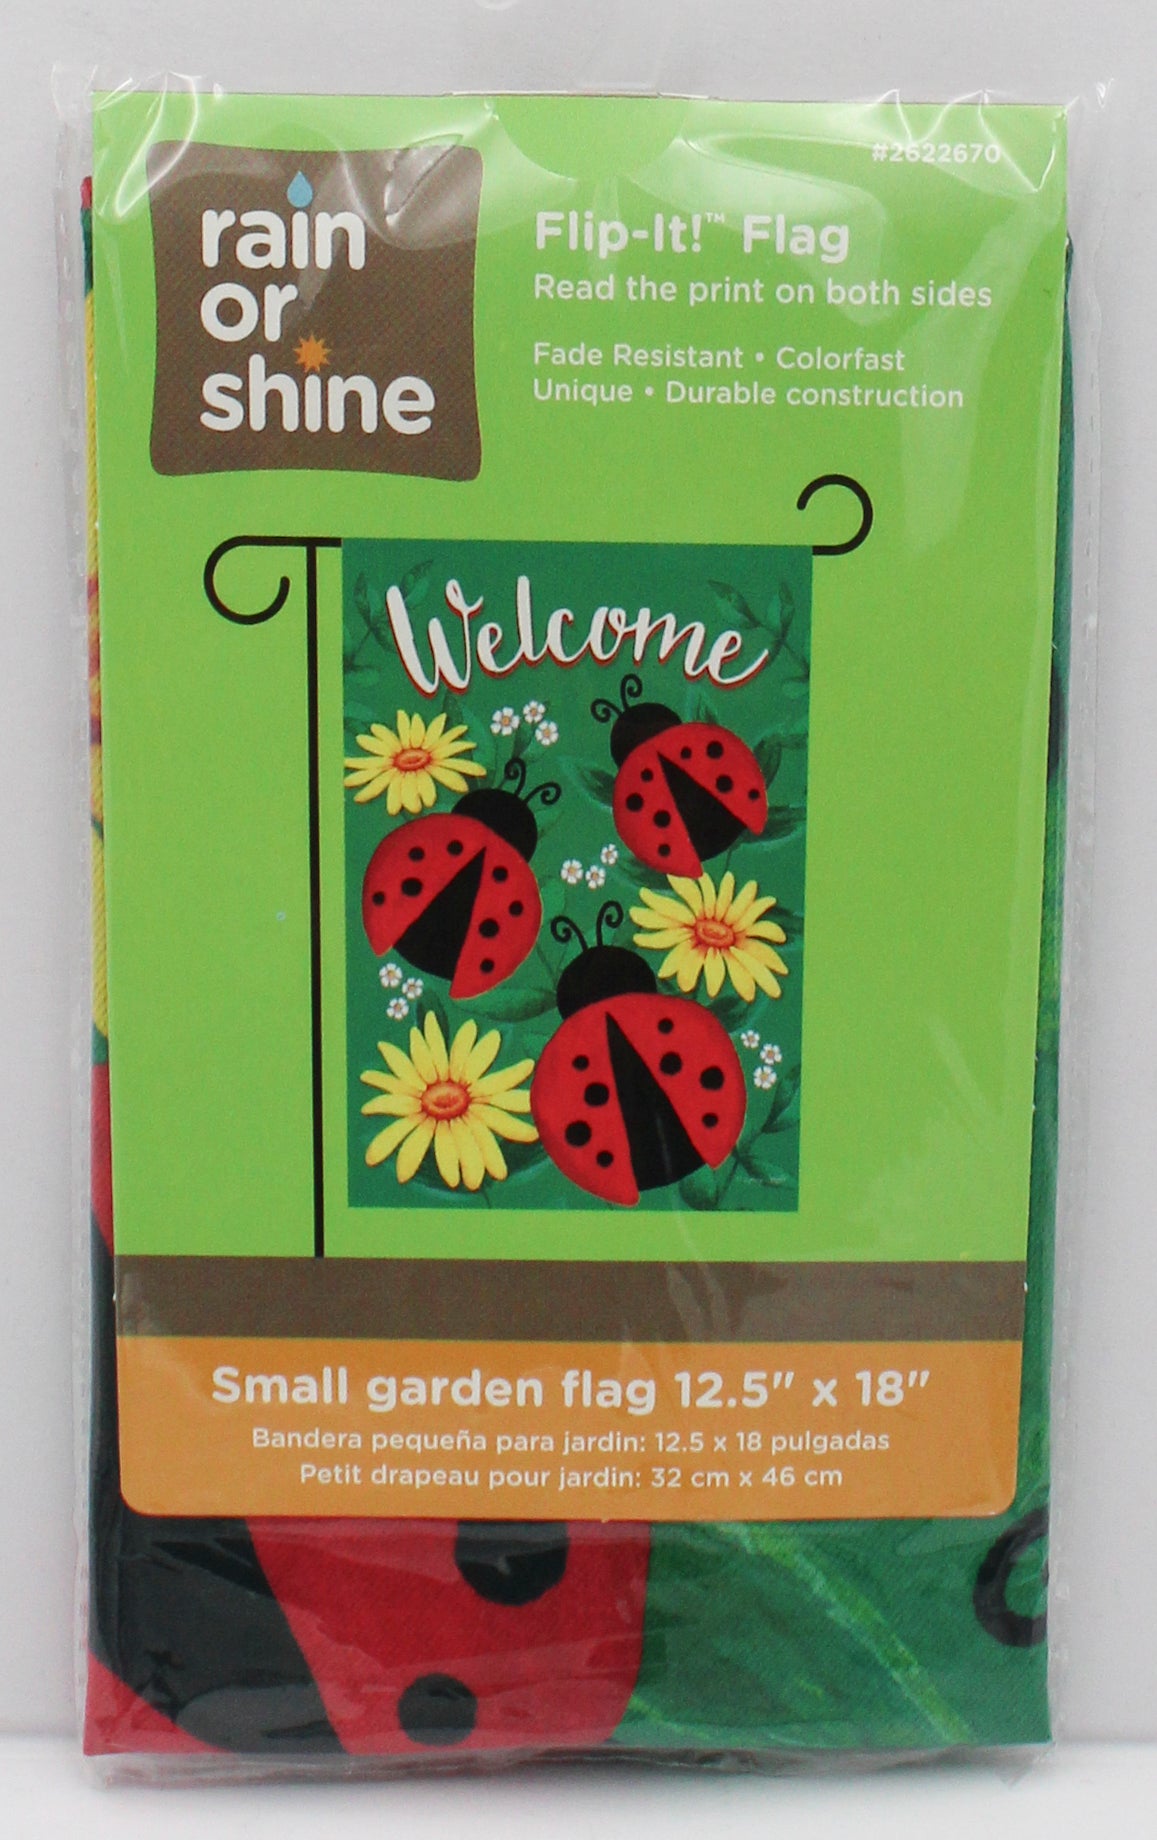 #2622670
rain
or
shine
Flip-It!™ Flag
Read the print on both sides
Fade Resistant • Colorfast
Unique • Durable construction
Welcome
Small garden flag 12.5" x 18"
Bandera pequeña para jardin: 12.5 x 18 pulgadas
Petit drapeau pour jardin: 32 cm x 46 cm